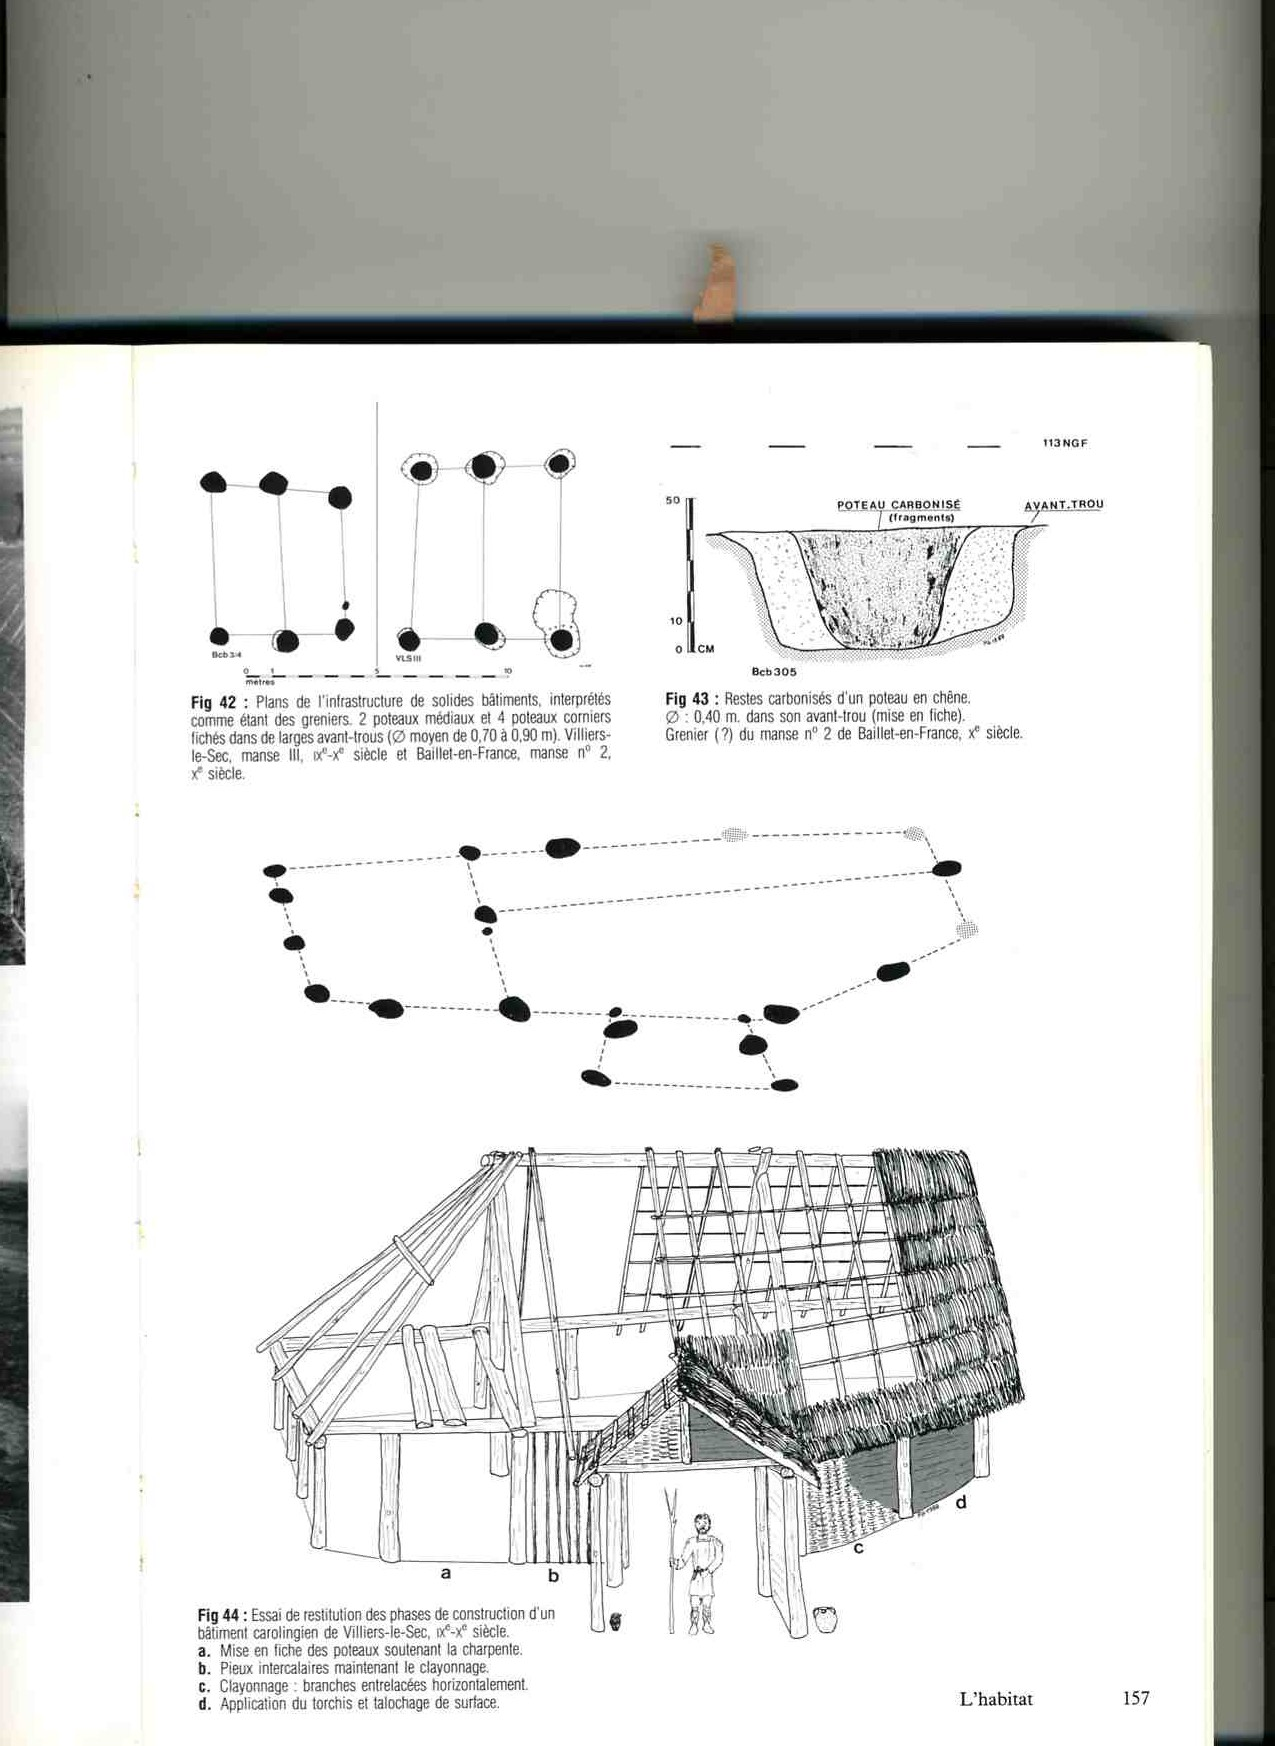 Bcb 3/4
VLS III
0 1 5 10
mètres
Fig 42 : Plans de l'infrastructure de solides bâtiments, interprétés
comme étant des greniers. 2 poteaux médiaux et 4 poteaux corniers
fichés dans de larges avant-trous (∅ moyen de 0,70 à 0,90 m). Villiers-
le-Sec, manse III, IXe-Xe siècle et Baillet-en-France, manse n° 2,
Xe siècle.
113 NGF
50
POTEAU CARBONISÉ
(fragments)
AVANT.TROU
10
0 CM
Bcb 305
Fig 43 : Restes carbonisés d'un poteau en chêne.
∅ : 0,40 m. dans son avant-trou (mise en fiche).
Grenier (?) du manse n° 2 de Baillet-en-France, Xe siècle.
a
b
c
d
Fig 44 : Essai de restitution des phases de construction d'un
bâtiment carolingien de Villiers-le-Sec, IXe-Xe siècle.
a. Mise en fiche des poteaux soutenant la charpente.
b. Pieux intercalaires maintenant le clayonnage.
c. Clayonnage : branches entrelacées horizontalement.
d. Application du torchis et talochage de surface.
L'habitat 157